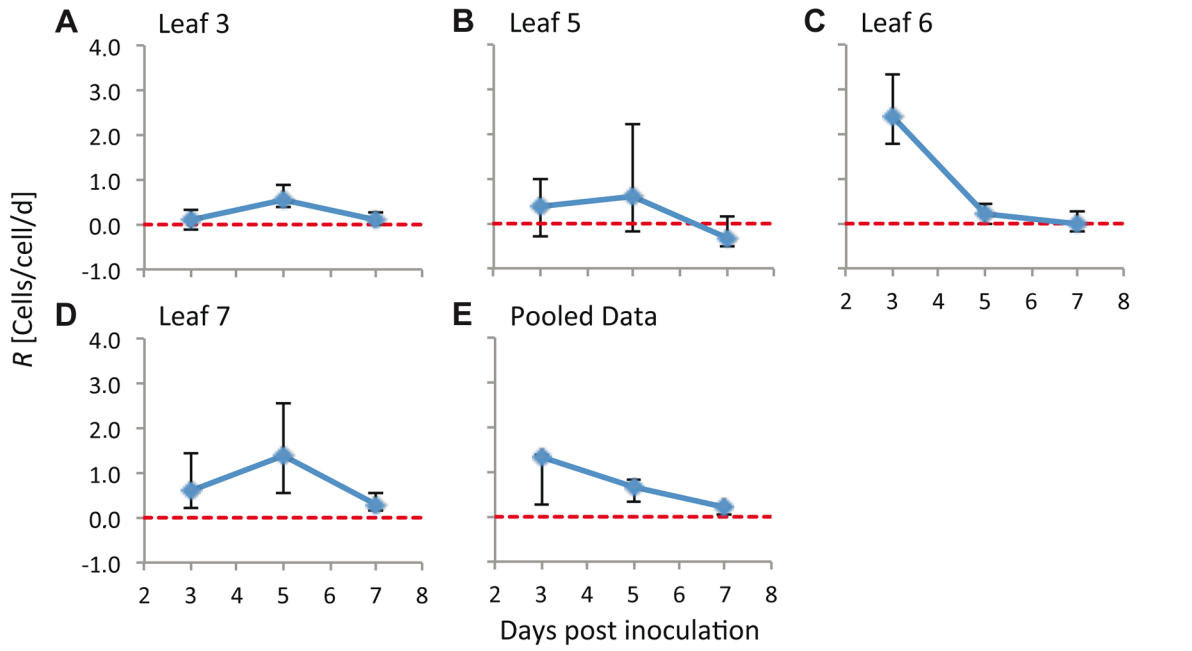 A Leaf 3
B Leaf 5
C Leaf 6
4.0
3.0
2.0
1.0
0.0
-1.0
2 3 4 5 6 7 8
R [Cells/cell/d]
D Leaf 7
E Pooled Data
4.0
3.0
2.0
1.0
0.0
-1.0
2 3 4 5 6 7 8
2 3 4 5 6 7 8
Days post inoculation